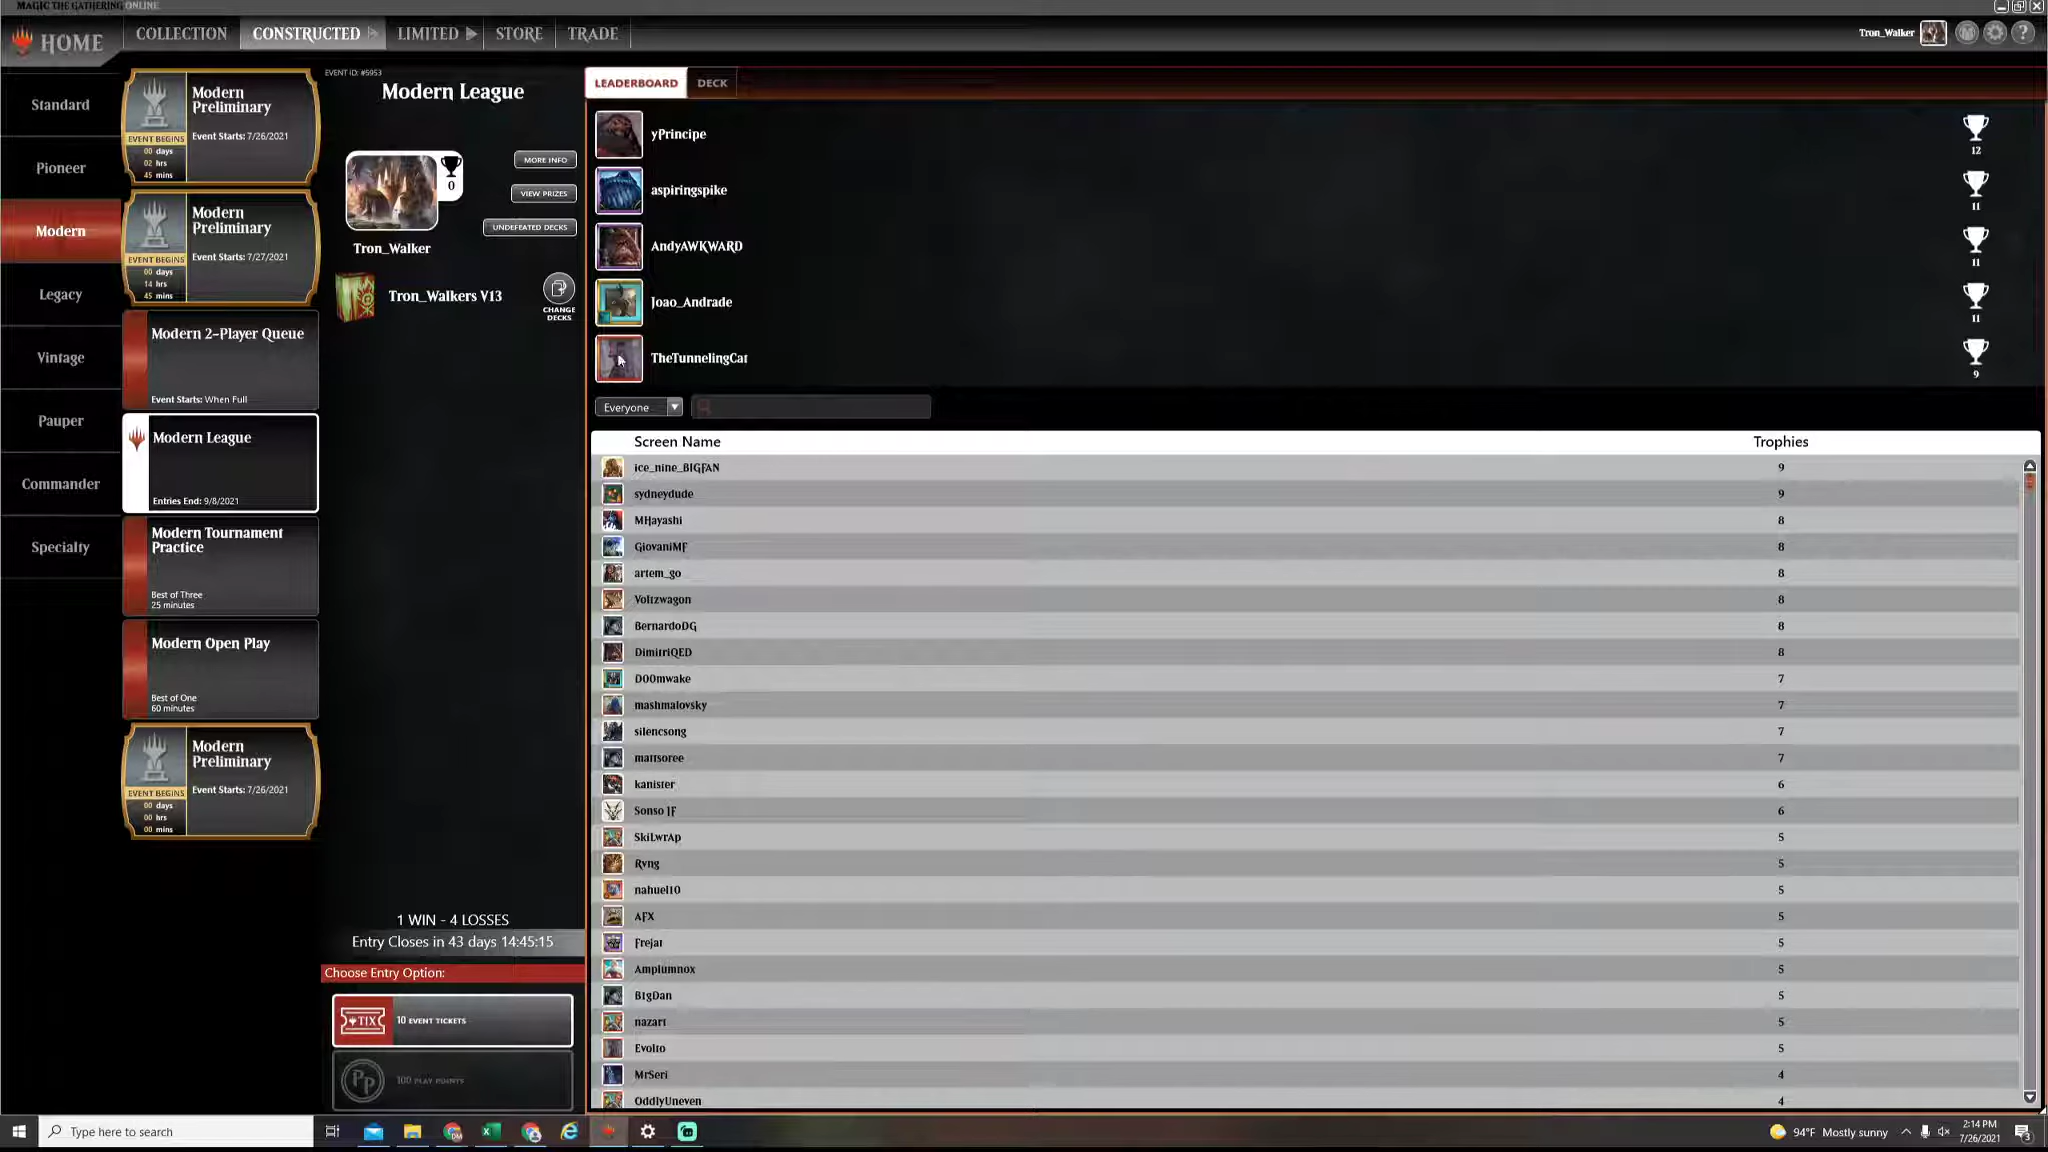 MAGIC THE GATHERING ONLINE
HOME
COLLECTION
CONSTRUCTED
LIMITED
STORE
TRADE
Tron_Walker
Standard
Pioneer
Modern
Legacy
Vintage
Pauper
Commander
Specialty
Modern
Preliminary
Event Starts: 7/26/2021
EVENT BEGINS
00 days
02 hrs
45 mins
Modern
Preliminary
Event Starts: 7/27/2021
EVENT BEGINS
00 days
14 hrs
45 mins
Modern 2-Player Queue
Event Starts: When Full
Modern League
Entries End: 9/8/2021
Modern Tournament
Practice
Best of Three
25 minutes
Modern Open Play
Best of One
60 minutes
Modern
Preliminary
Event Starts: 7/26/2021
EVENT BEGINS
00 days
00 hrs
00 mins
EVENT ID: #5953
Modern League
0
MORE INFO
VIEW PRIZES
UNDEFEATED DECKS
Tron_Walker
Tron_Walkers V13
CHANGE
DECKS
1 WIN - 4 LOSSES
Entry Closes in 43 days 14:45:15
Choose Entry Option:
TIX
10 EVENT TICKETS
PP
100 PLAY POINTS
LEADERBOARD
DECK
yPrincipe
12
aspiringspike
11
AndyAWKWARD
11
Joao_Andrade
11
TheTunnelingCat
9
Everyone
Screen Name Trophies
ice_nine_BIGFAN 9
sydneydude 9
MHayashi 8
GiovaniMF 8
artem_go 8
Voltzwagon 8
BernardoDG 8
DimitriQED 8
D00mwake 7
mashmalovsky 7
silencsong 7
mattsoree 7
kanister 6
Sonso JF 6
SkiLwrAp 5
Rvng 5
nahuel10 5
AFX 5
Frejat 5
Amplumnox 5
B1gDan 5
nazart 5
Evolto 5
MrSeri 4
OddlyUneven 4
Type here to search
94°F Mostly sunny
2:14 PM
7/26/2021
3